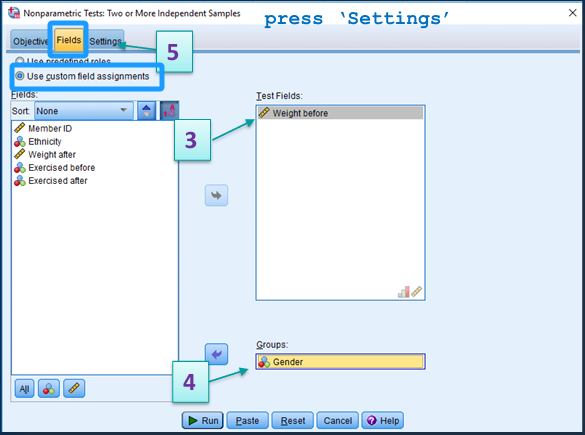 Nonparametric Tests: Two or More Independent Samples
press ‘Settings’
Objective Fields Settings
5
Use predefined roles
Use custom field assignments
Fields:
Sort: None
Test Fields:
Member ID
Ethnicity
Weight after
Exercised before
Exercised after
Weight before
3
Groups:
Gender
4
All
Run Paste Reset Cancel Help